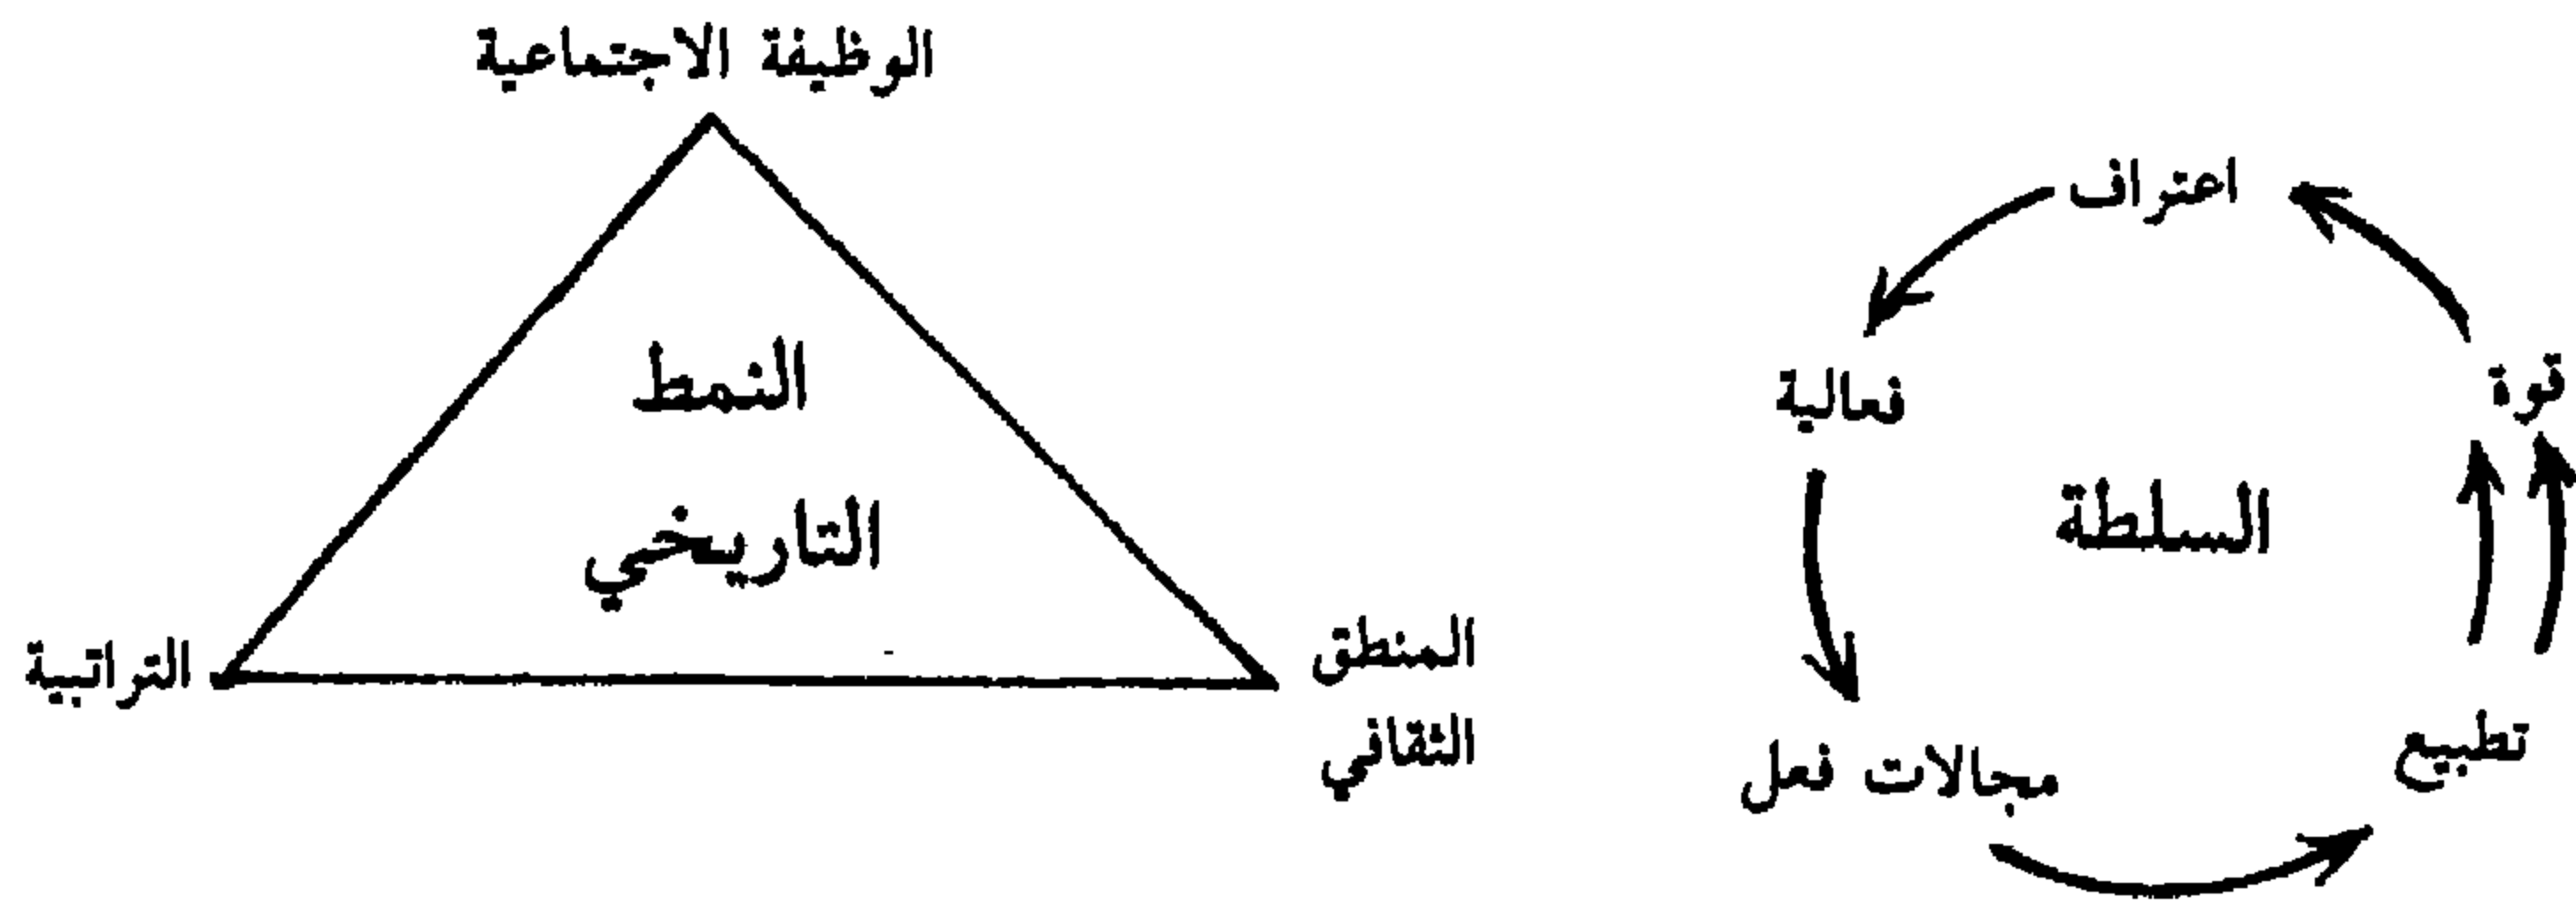 الوظيفة الاجتماعية
النمط
التاريخي
التراتبية
المنطق
الثقافي
اعتراف
قوة
فعالية
السلطة
تطبيع
مجالات فعل